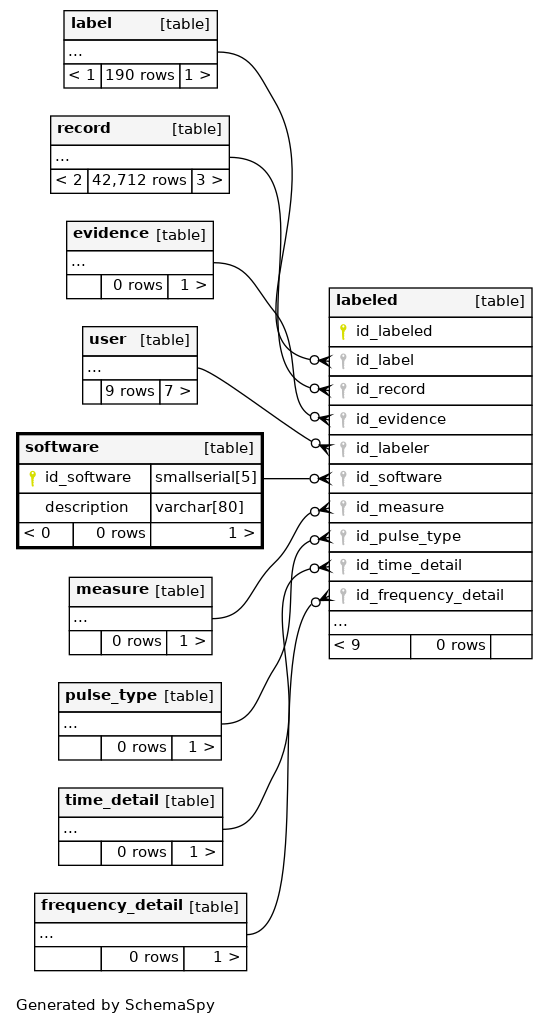 label [table]
...
< 1 190 rows 1 >
record [table]
...
< 2 42,712 rows 3 >
evidence [table]
...
0 rows 1 >
user [table]
...
9 rows 7 >
software [table]
id_software smallserial[5]
description varchar[80]
< 0 0 rows 1 >
measure [table]
...
0 rows 1 >
pulse_type [table]
...
0 rows 1 >
time_detail [table]
...
0 rows 1 >
frequency_detail [table]
...
0 rows 1 >
labeled [table]
id_labeled
id_label
id_record
id_evidence
id_labeler
id_software
id_measure
id_pulse_type
id_time_detail
id_frequency_detail
...
< 9 0 rows
Generated by SchemaSpy